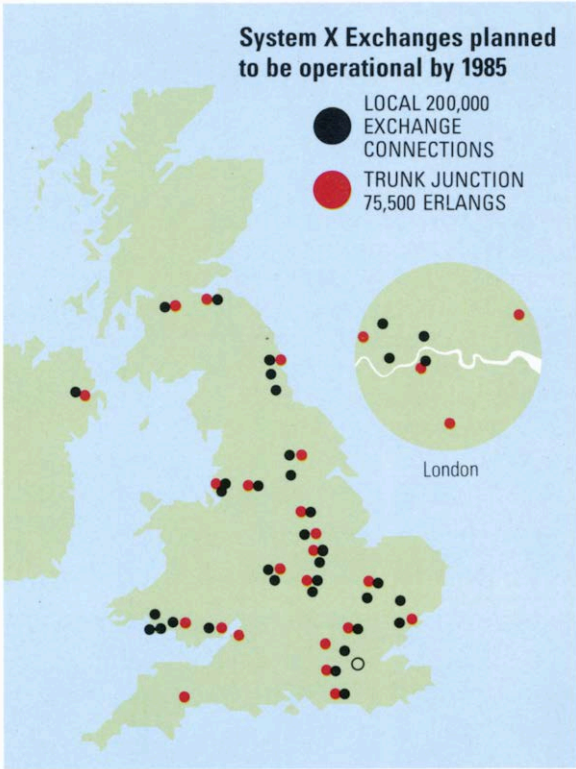 System X Exchanges planned
to be operational by 1985
LOCAL 200,000
EXCHANGE
CONNECTIONS
TRUNK JUNCTION
75,500 ERLANGS
London